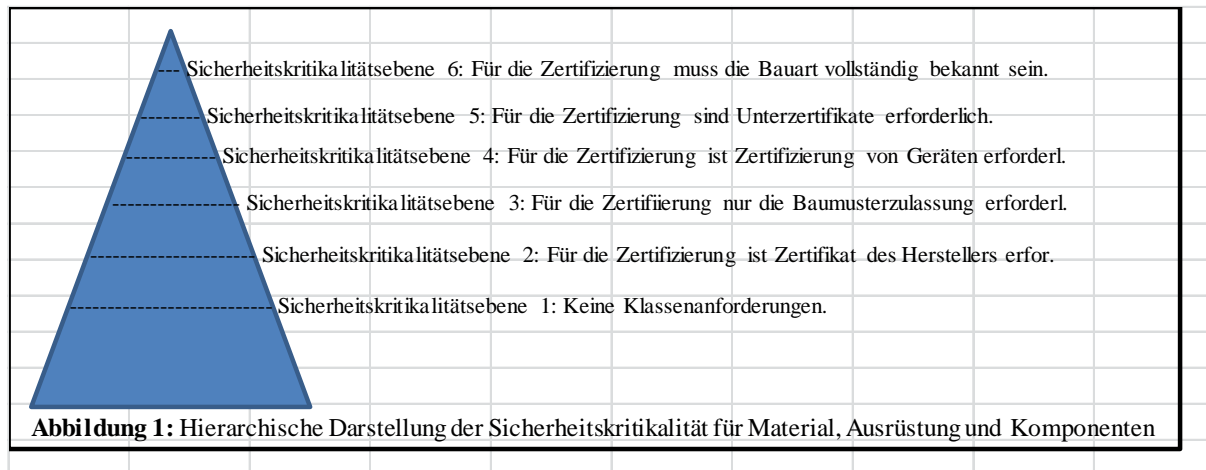 Sicherheitskritikalitätsebene 6: Für die Zertifizierung muss die Bauart vollständig bekannt sein.
Sicherheitskritikalitätsebene 5: Für die Zertifizierung sind Unterzertifikate erforderlich.
Sicherheitskritikalitätsebene 4: Für die Zertifizierung ist Zertifizierung von Geräten erforderl.
Sicherheitskritikalitätsebene 3: Für die Zertifiierung nur die Baumusterzulassung erforderl.
Sicherheitskritikalitätsebene 2: Für die Zertifizierung ist Zertifikat des Herstellers erfor.
Sicherheitskritikalitätsebene 1: Keine Klassenanforderungen.
Abbildung 1: Hierarchische Darstellung der Sicherheitskritikalität für Material, Ausrüstung und Komponenten